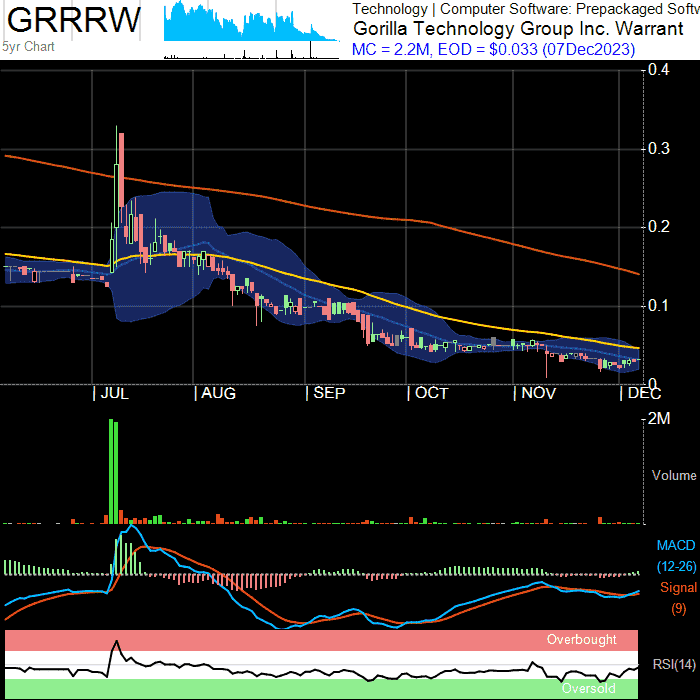 GRRRW
5yr Chart
Technology | Computer Software: Prepackaged Softw
Gorilla Technology Group Inc. Warrant
MC = 2.2M, EOD = $0.033 (07Dec2023)
0.4
0.3
0.2
0.1
0
JUL AUG SEP OCT NOV DEC
2M
Volume
MACD
(12-26)
Signal
(9)
Overbought
RSI(14)
Oversold